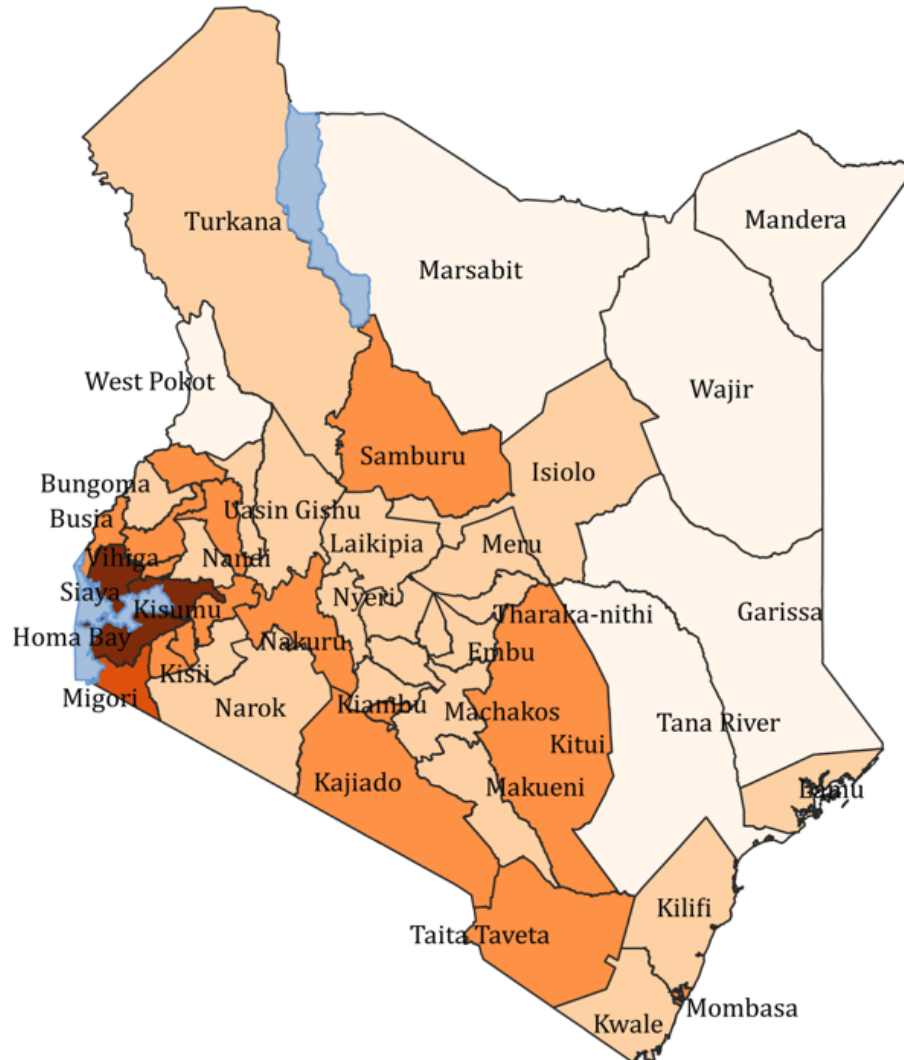 Turkana
Mandera
Marsabit
West Pokot
Wajir
Samburu
Isiolo
Bungoma
Uasin Gishu
Busia
Laikipia
Meru
Vihiga
Nandi
Siaya
Nyeri
Kisumu
Tharaka-nithi
Garissa
Homa Bay
Nakuru
Embu
Kisii
Migori
Narok
Kiambu
Machakos
Tana River
Kitui
Kajiado
Makueni
Lamu
Kilifi
Taita Taveta
Mombasa
Kwale